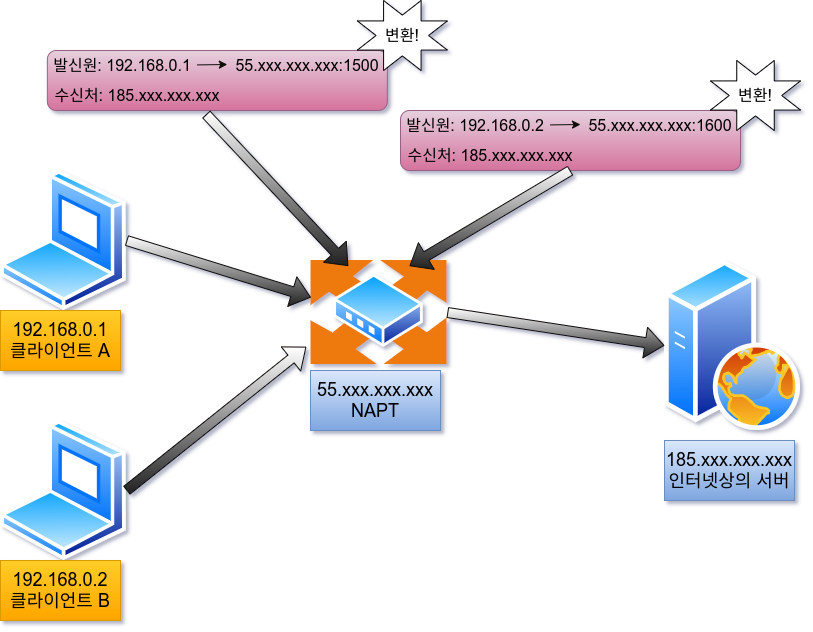 변환!
발신원: 192.168.0.1 → 55.xxx.xxx.xxx:1500
수신처: 185.xxx.xxx.xxx
변환!
발신원: 192.168.0.2 → 55.xxx.xxx.xxx:1600
수신처: 185.xxx.xxx.xxx
192.168.0.1
클라이언트 A
55.xxx.xxx.xxx
NAPT
185.xxx.xxx.xxx
인터넷상의 서버
192.168.0.2
클라이언트 B